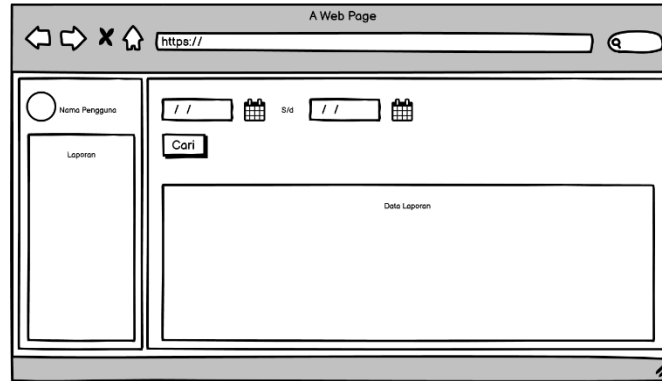 A Web Page
https://
Nama Pengguna
Laporan
/ /
S/d
/ /
Cari
Data Laporan